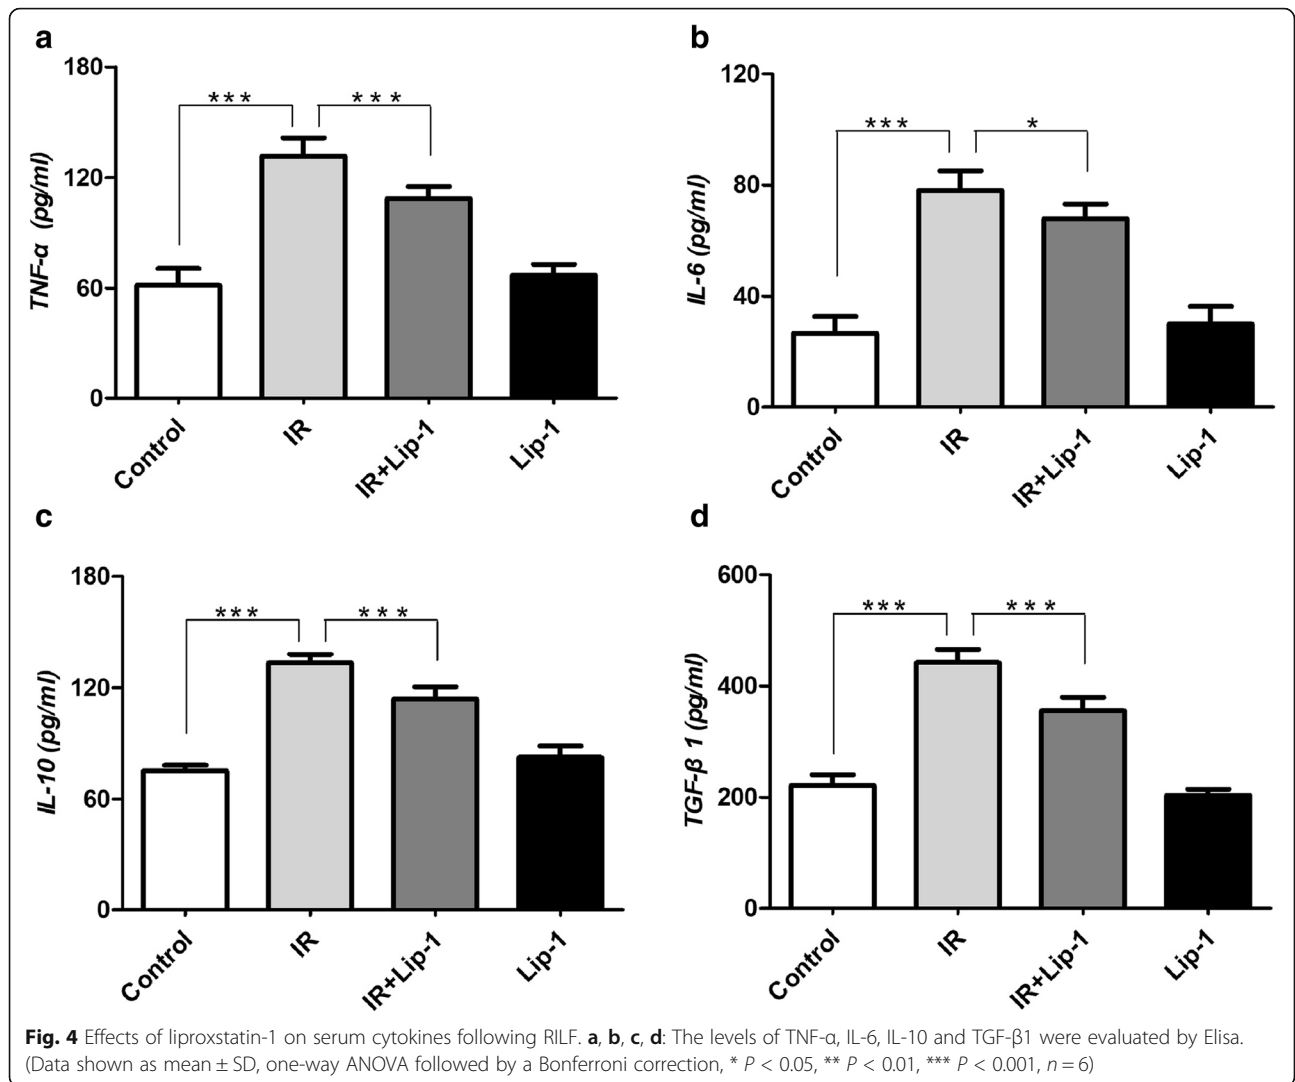 a
180
120
60
0
TNF-α (pg/ml)
***
***
Control
IR
IR+Lip-1
Lip-1
b
120
80
40
0
IL-6 (pg/ml)
***
*
Control
IR
IR+Lip-1
Lip-1
c
180
120
60
0
IL-10 (pg/ml)
***
***
Control
IR
IR+Lip-1
Lip-1
d
600
400
200
0
TGF-β 1 (pg/ml)
***
***
Control
IR
IR+Lip-1
Lip-1
Fig. 4 Effects of liproxstatin-1 on serum cytokines following RILF. a, b, c, d: The levels of TNF-α, IL-6, IL-10 and TGF-β1 were evaluated by Elisa.
(Data shown as mean ± SD, one-way ANOVA followed by a Bonferroni correction, * P < 0.05, ** P < 0.01, *** P < 0.001, n = 6)